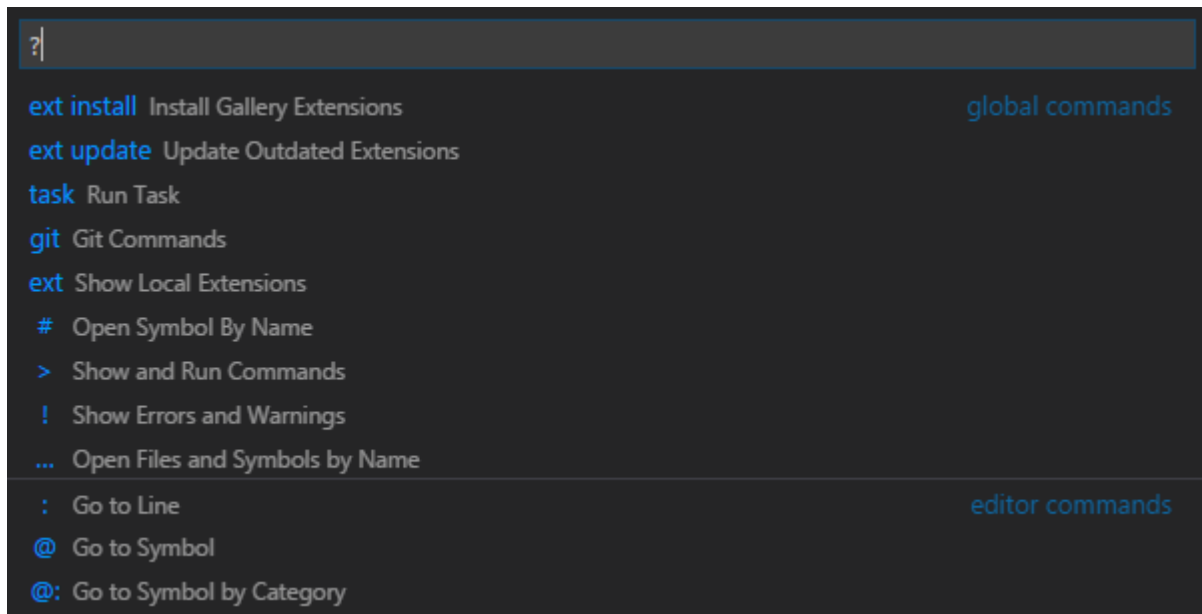 ?
ext install Install Gallery Extensions global commands
ext update Update Outdated Extensions
task Run Task
git Git Commands
ext Show Local Extensions
# Open Symbol By Name
> Show and Run Commands
! Show Errors and Warnings
... Open Files and Symbols by Name
: Go to Line editor commands
@ Go to Symbol
@: Go to Symbol by Category